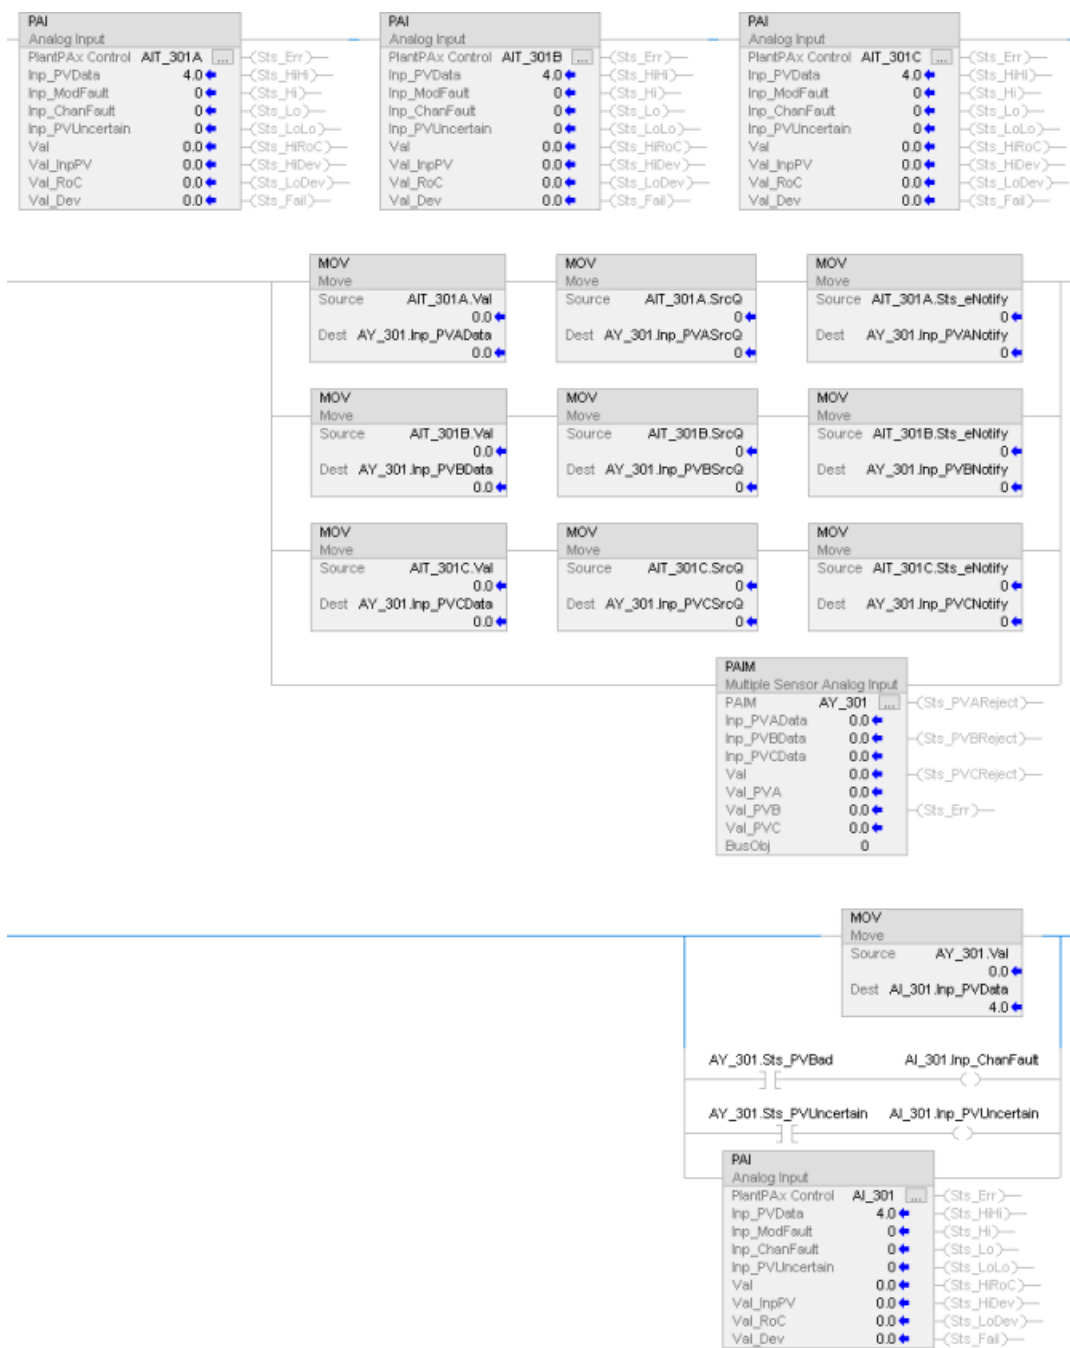 PAI PAI PAI
Analog Input Analog Input Analog Input
PlantPAx Control AIT_301A ... (Sts_Err) PlantPAx Control AIT_301B ... (Sts_Err) PlantPAx Control AIT_301C ... (Sts_Err)
Inp_PVData 4.0 (Sts_HiHi) Inp_PVData 4.0 (Sts_HiHi) Inp_PVData 4.0 (Sts_HiHi)
Inp_ModFault 0 (Sts_Hi) Inp_ModFault 0 (Sts_Hi) Inp_ModFault 0 (Sts_Hi)
Inp_ChanFault 0 (Sts_Lo) Inp_ChanFault 0 (Sts_Lo) Inp_ChanFault 0 (Sts_Lo)
Inp_PVUncertain 0 (Sts_LoLo) Inp_PVUncertain 0 (Sts_LoLo) Inp_PVUncertain 0 (Sts_LoLo)
Val 0.0 (Sts_HiRoC) Val 0.0 (Sts_HiRoC) Val 0.0 (Sts_HiRoC)
Val_InpPV 0.0 (Sts_HiDev) Val_InpPV 0.0 (Sts_HiDev) Val_InpPV 0.0 (Sts_HiDev)
Val_RoC 0.0 (Sts_LoDev) Val_RoC 0.0 (Sts_LoDev) Val_RoC 0.0 (Sts_LoDev)
Val_Dev 0.0 (Sts_Fail) Val_Dev 0.0 (Sts_Fail) Val_Dev 0.0 (Sts_Fail)
MOV MOV MOV
Move Move Move
Source AIT_301A.Val Source AIT_301A.SrcQ Source AIT_301A.Sts_eNotify
0.0 0 0
Dest AY_301.Inp_PVAData Dest AY_301.Inp_PVASrcQ Dest AY_301.Inp_PVANotify
0.0 0 0
MOV MOV MOV
Move Move Move
Source AIT_301B.Val Source AIT_301B.SrcQ Source AIT_301B.Sts_eNotify
0.0 0 0
Dest AY_301.Inp_PVBData Dest AY_301.Inp_PVBSrcQ Dest AY_301.Inp_PVBNotify
0.0 0 0
MOV MOV MOV
Move Move Move
Source AIT_301C.Val Source AIT_301C.SrcQ Source AIT_301C.Sts_eNotify
0.0 0 0
Dest AY_301.Inp_PVCData Dest AY_301.Inp_PVCSrcQ Dest AY_301.Inp_PVCNotify
0.0 0 0
PAIM
Multiple Sensor Analog Input
PAIM AY_301 ... (Sts_PVAReject)
Inp_PVAData 0.0
Inp_PVBData 0.0 (Sts_PVBReject)
Inp_PVCData 0.0
Val 0.0 (Sts_PVCReject)
Val_PVA 0.0
Val_PVB 0.0 (Sts_Err)
Val_PVC 0.0
BusObj 0
MOV
Move
Source AY_301.Val
0.0
Dest AI_301.Inp_PVData
4.0
AY_301.Sts_PVBad AI_301.Inp_ChanFault
AY_301.Sts_PVUncertain AI_301.Inp_PVUncertain
PAI
Analog Input
PlantPAx Control AI_301 ... (Sts_Err)
Inp_PVData 4.0 (Sts_HiHi)
Inp_ModFault 0 (Sts_Hi)
Inp_ChanFault 0 (Sts_Lo)
Inp_PVUncertain 0 (Sts_LoLo)
Val 0.0 (Sts_HiRoC)
Val_InpPV 0.0 (Sts_HiDev)
Val_RoC 0.0 (Sts_LoDev)
Val_Dev 0.0 (Sts_Fail)